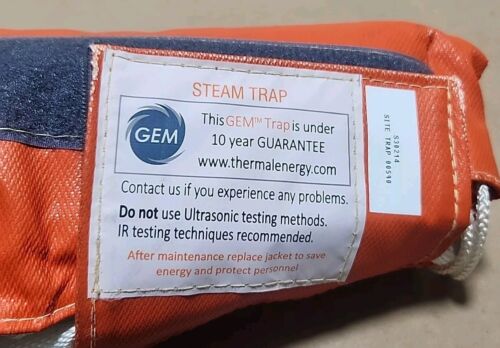 STEAM TRAP
GEM
This GEM™ Trap is under
10 year GUARANTEE
www.thermalenergy.com
Contact us if you experience any problems.
Do not use Ultrasonic testing methods.
IR testing techniques recommended.
After maintenance replace jacket to save
energy and protect personnel
S30214
SITE TRAP 00590